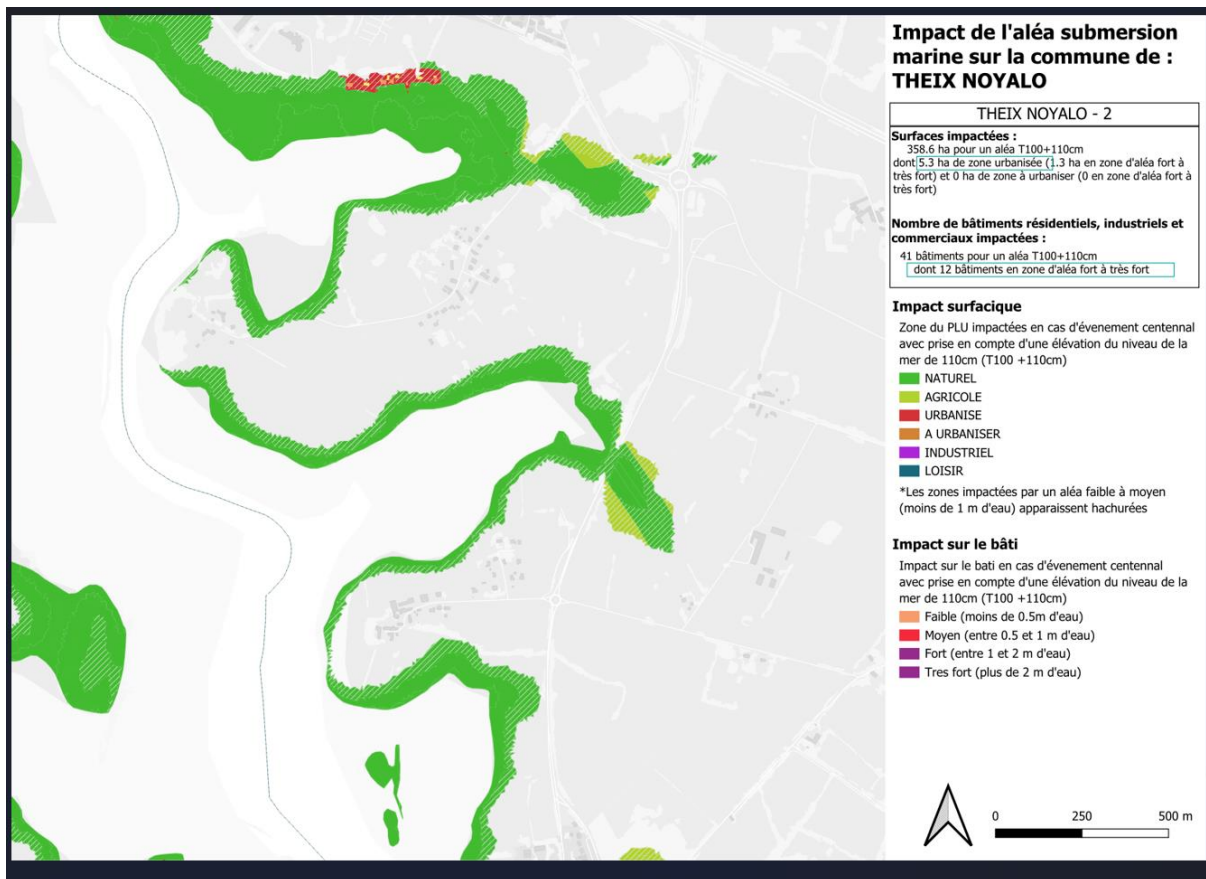 Impact de l'aléa submersion
marine sur la commune de :
THEIX NOYALO
THEIX NOYALO - 2
Surfaces impactées :
358.6 ha pour un aléa T100+110cm
dont 5.3 ha de zone urbanisée (1.3 ha en zone d'aléa fort à
très fort) et 0 ha de zone à urbaniser (0 en zone d'aléa fort à
très fort)
Nombre de bâtiments résidentiels, industriels et
commerciaux impactées :
41 bâtiments pour un aléa T100+110cm
dont 12 bâtiments en zone d'aléa fort à très fort
Impact surfacique
Zone du PLU impactées en cas d'évenement centennal
avec prise en compte d'une élévation du niveau de la
mer de 110cm (T100 +110cm)
NATUREL
AGRICOLE
URBANISE
A URBANISER
INDUSTRIEL
LOISIR
*Les zones impactées par un aléa faible à moyen
(moins de 1 m d'eau) apparaissent hachurées
Impact sur le bâti
Impact sur le bati en cas d'évenement centennal
avec prise en compte d'une élévation du niveau de la
mer de 110cm (T100 +110cm)
Faible (moins de 0.5m d'eau)
Moyen (entre 0.5 et 1 m d'eau)
Fort (entre 1 et 2 m d'eau)
Tres fort (plus de 2 m d'eau)
0 250 500 m